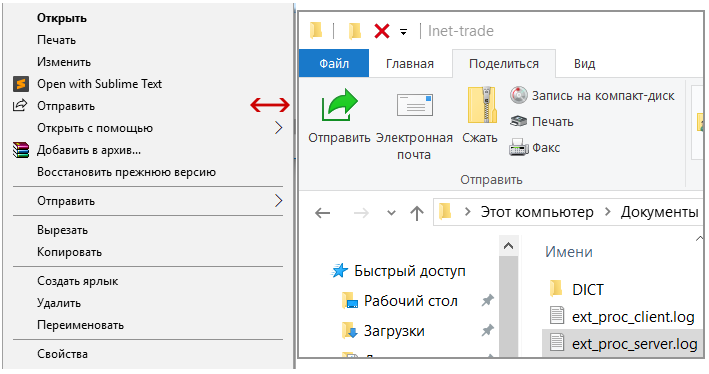 Открыть
Печать
Изменить
Open with Sublime Text
Отправить
Открыть с помощью
Добавить в архив...
Восстановить прежнюю версию
Отправить
Вырезать
Копировать
Создать ярлык
Удалить
Переименовать
Свойства
Inet-trade
Файл Главная Поделиться Вид
Отправить
Электронная почта
Сжать
Запись на компакт-диск
Печать
Факс
Отправить
Этот компьютер Документы
Быстрый доступ
Рабочий стол
Загрузки
Имени
DICT
ext_proc_client.log
ext_proc_server.log